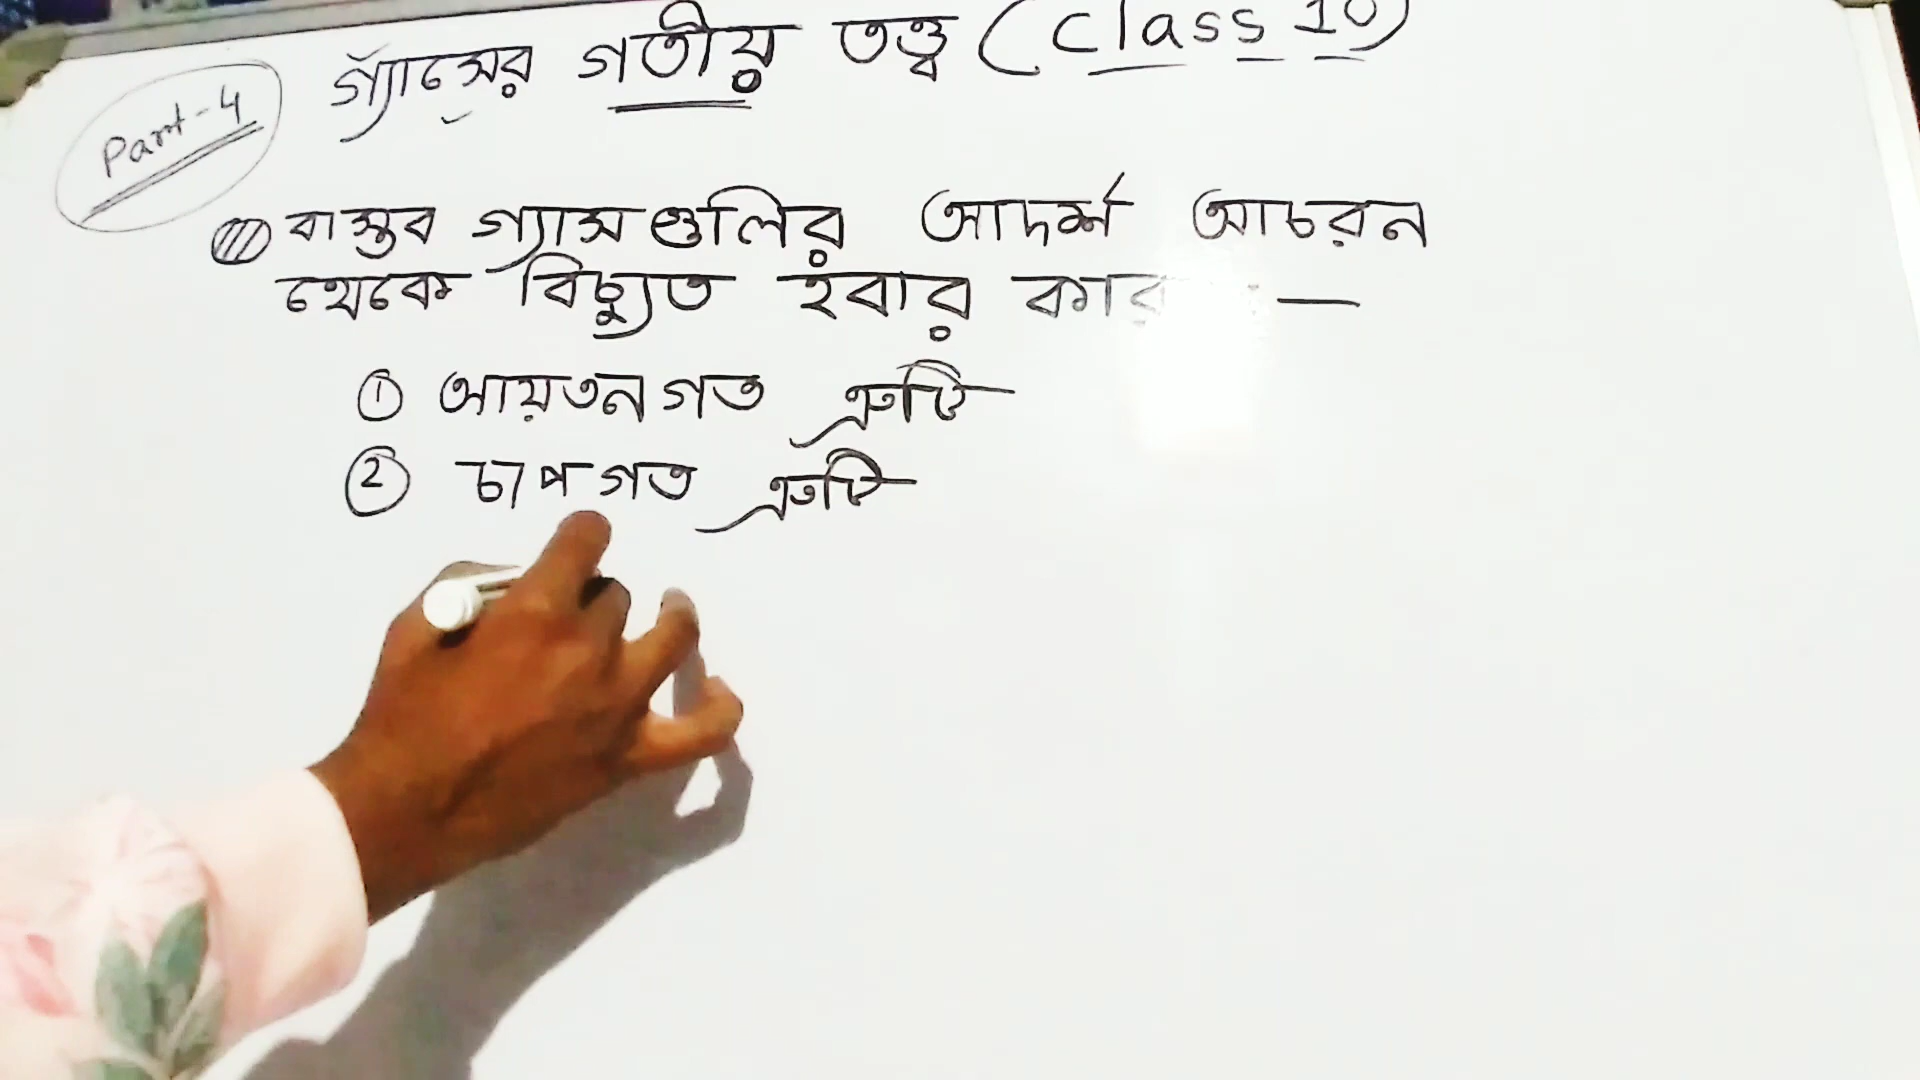 গ্যাসের গতীয় তত্ত্ব (Class 10)
Part-4
বাস্তব গ্যাসগুলির আদর্শ আচরন
থেকে বিচ্যুত হবার :—
① আয়তনগত ত্রুটি
② চাপগত ত্রুটি